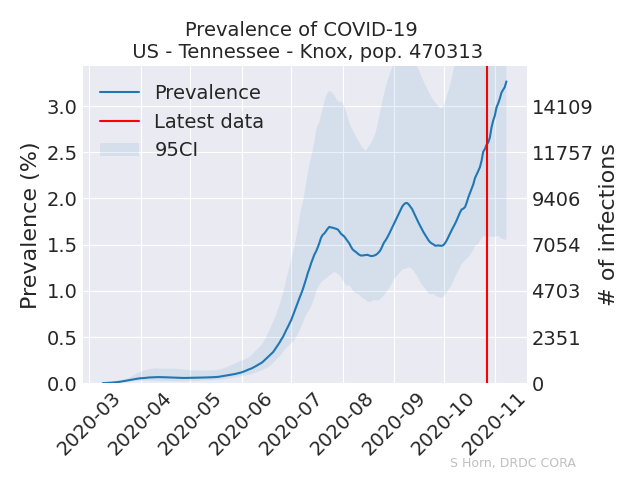 Prevalence of COVID-19
US - Tennessee - Knox, pop. 470313
Prevalence
Latest data
95CI
Prevalence (%)
3.0
2.5
2.0
1.5
1.0
0.5
0.0
14109
11757
9406
7054
4703
2351
0
# of infections
2020-03
2020-04
2020-05
2020-06
2020-07
2020-08
2020-09
2020-10
2020-11
S Horn, DRDC CORA